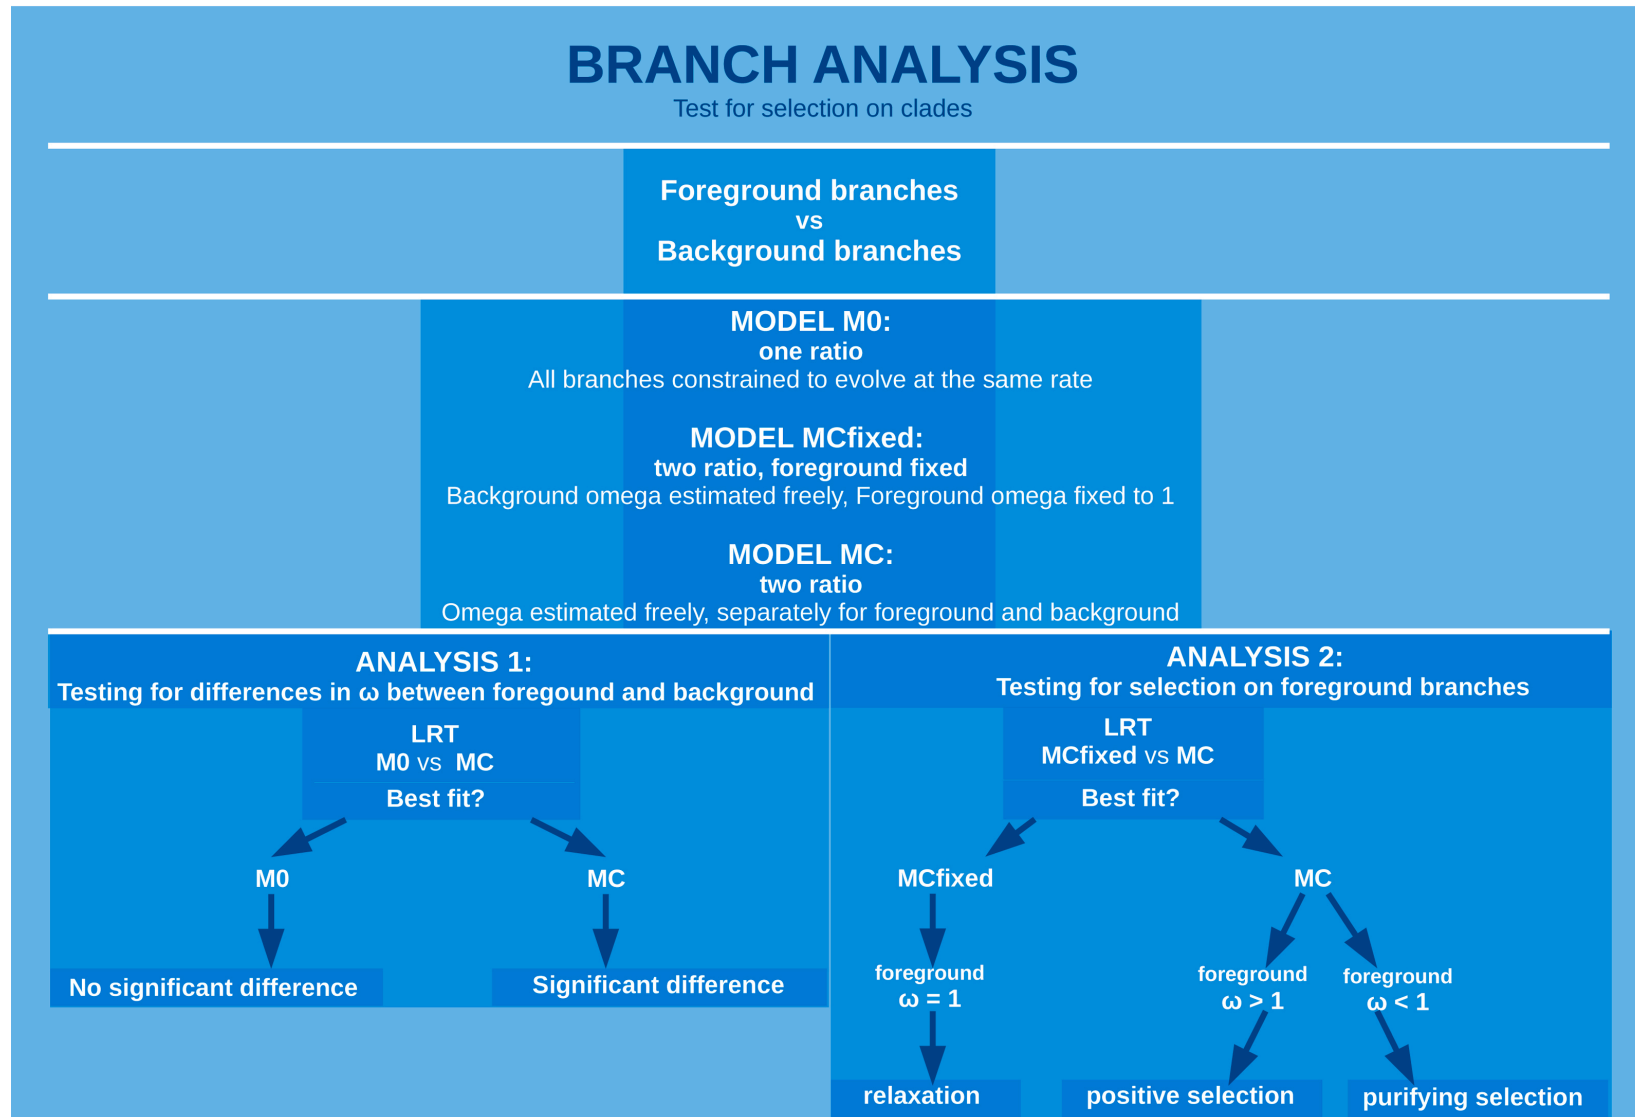 BRANCH ANALYSIS
Test for selection on clades
Foreground branches
vs
Background branches
MODEL M0:
one ratio
All branches constrained to evolve at the same rate
MODEL MCfixed:
two ratio, foreground fixed
Background omega estimated freely, Foreground omega fixed to 1
MODEL MC:
two ratio
Omega estimated freely, separately for foreground and background
ANALYSIS 1:
Testing for differences in ω between foregound and background
LRT
M0 vs MC
Best fit?
M0
MC
No significant difference
Significant difference
ANALYSIS 2:
Testing for selection on foreground branches
LRT
MCfixed vs MC
Best fit?
MCfixed
MC
foreground
ω = 1
foreground
ω > 1
foreground
ω < 1
relaxation
positive selection
purifying selection